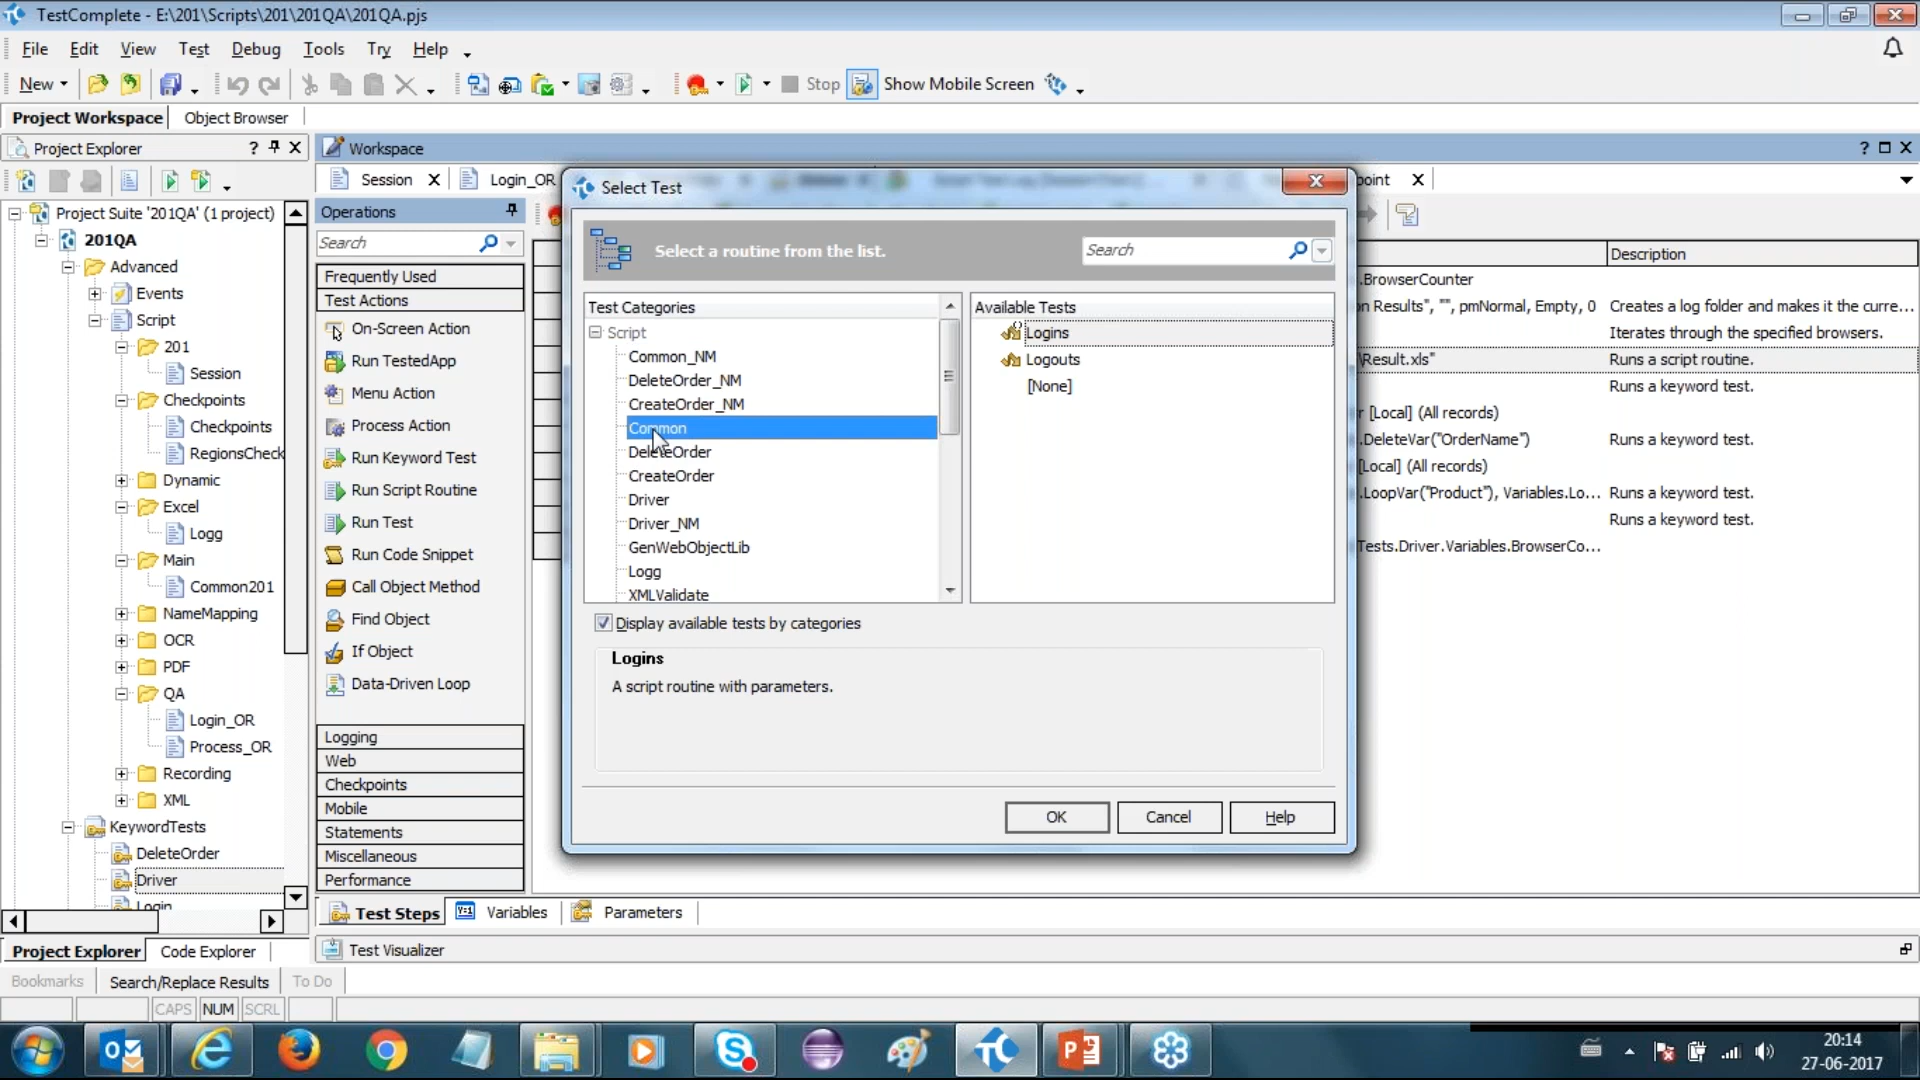 TestComplete - E:\201\Scripts\201\201QA\201QA.pjs
File Edit View Test Debug Tools Try Help
New Stop Show Mobile Screen
Project Workspace Object Browser
Project Explorer ? Workspace ?
Session Login_OR
Project Suite '201QA' (1 project)
201QA
Advanced
Events
Script
201
Session
Checkpoints
Checkpoints
RegionsCheck
Dynamic
Excel
Logg
Main
Common201
NameMapping
OCR
PDF
QA
Login_OR
Process_OR
Recording
XML
KeywordTests
DeleteOrder
Driver
Login
Project Explorer Code Explorer
Operations
Search
Frequently Used
Test Actions
On-Screen Action
Run TestedApp
Menu Action
Process Action
Run Keyword Test
Run Script Routine
Run Test
Run Code Snippet
Call Object Method
Find Object
If Object
Data-Driven Loop
Logging
Web
Checkpoints
Mobile
Statements
Miscellaneous
Performance
Select Test
Select a routine from the list.
Search
Test Categories
Script
Common_NM
DeleteOrder_NM
CreateOrder_NM
Common
DeleteOrder
CreateOrder
Driver
Driver_NM
GenWebObjectLib
Logg
XMLValidate
Available Tests
Logins
Logouts
[None]
Display available tests by categories
Logins
A script routine with parameters.
OK Cancel Help
oint
Description
.BrowserCounter
on Results", "", pmNormal, Empty, 0 Creates a log folder and makes it the curre...
Iterates through the specified browsers.
\Result.xls" Runs a script routine.
Runs a keyword test.
r [Local] (All records)
.DeleteVar("OrderName") Runs a keyword test.
[Local] (All records)
.LoopVar("Product"), Variables.Lo... Runs a keyword test.
Runs a keyword test.
Tests.Driver.Variables.BrowserCo...
Test Steps Variables Parameters
Test Visualizer
Bookmarks Search/Replace Results To Do
CAPS NUM SCRL
20:14
27-06-2017